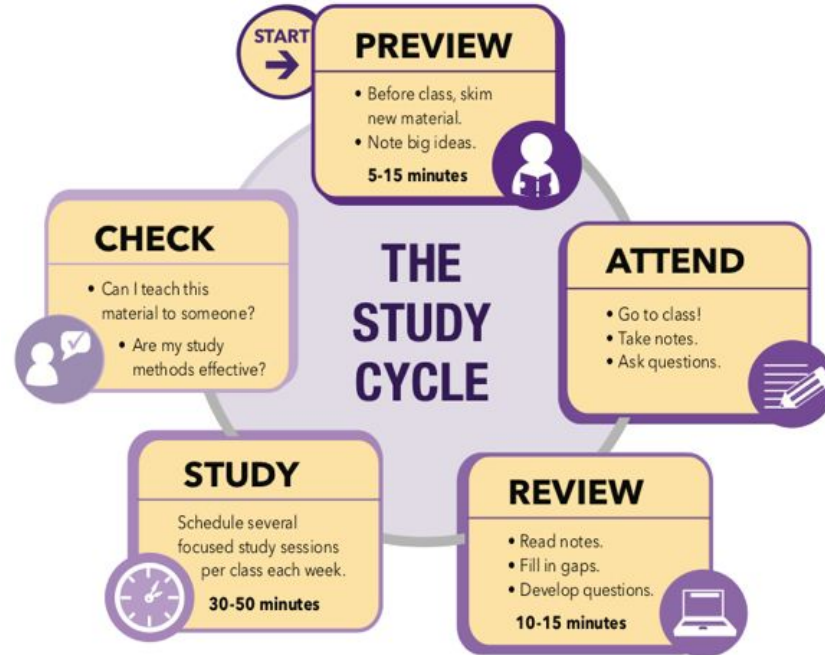 START
PREVIEW
• Before class, skim
new material.
• Note big ideas.
5-15 minutes
THE
STUDY
CYCLE
ATTEND
• Go to class!
• Take notes.
• Ask questions.
REVIEW
• Read notes.
• Fill in gaps.
• Develop questions.
10-15 minutes
STUDY
Schedule several
focused study sessions
per class each week.
30-50 minutes
CHECK
• Can I teach this
material to someone?
• Are my study
methods effective?